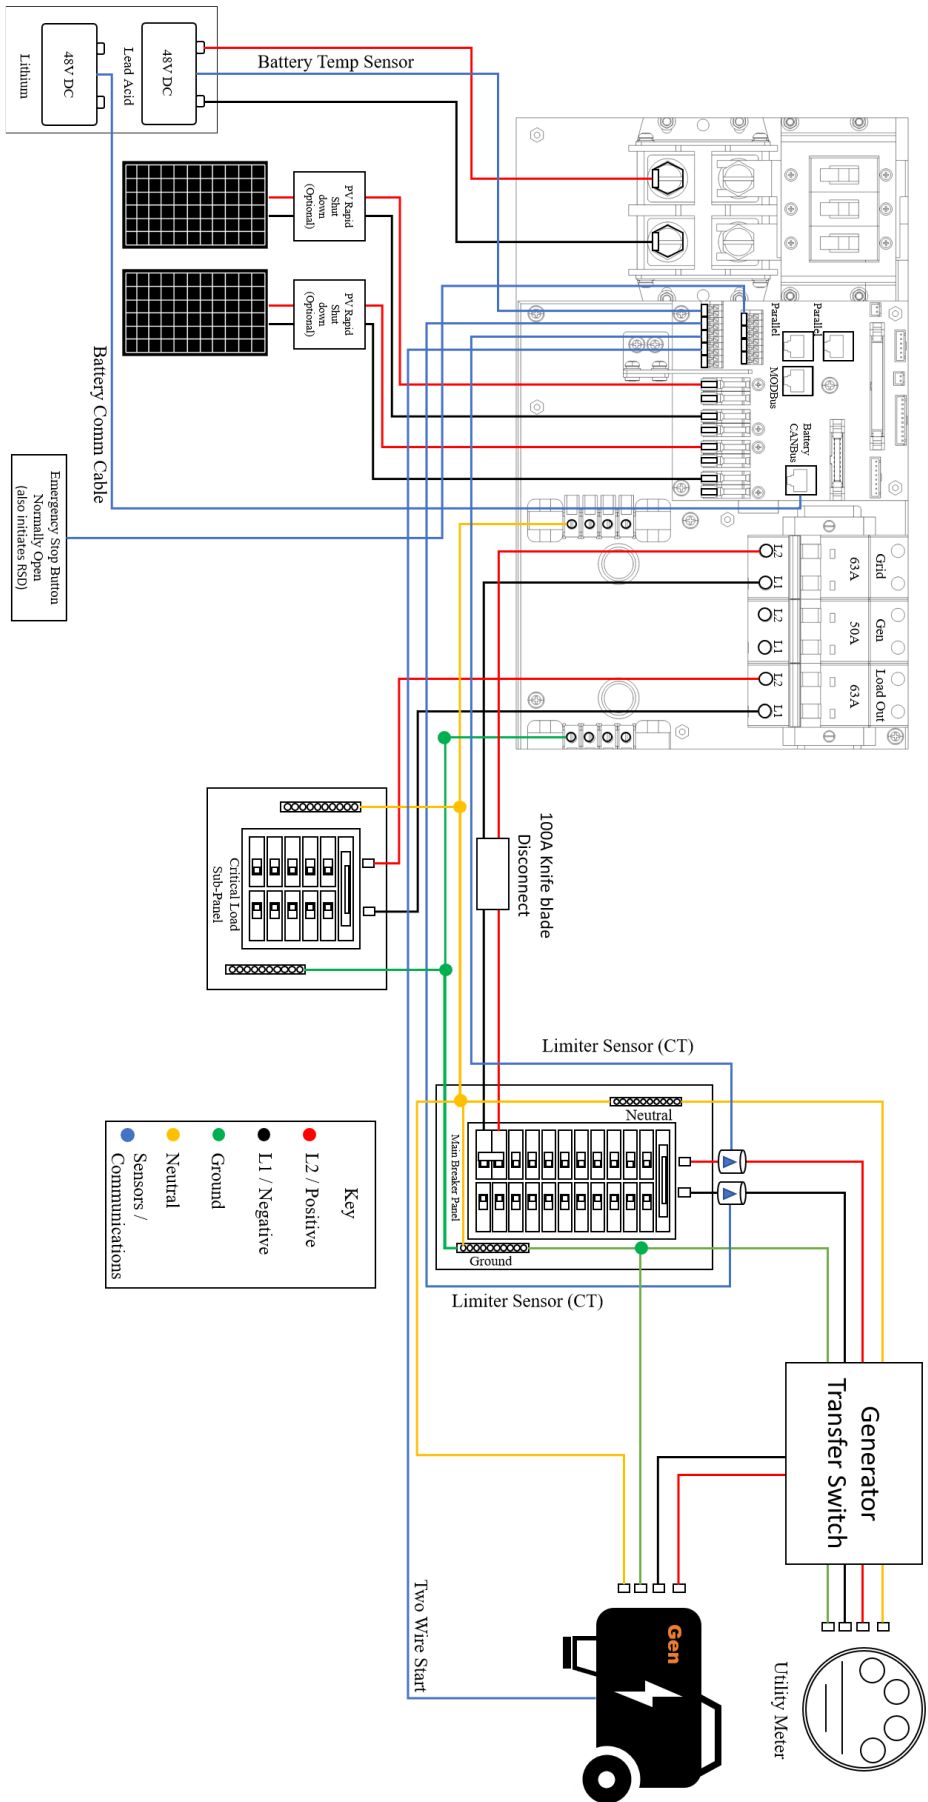 48V DC
Lithium
48V DC
Lead Acid
Battery Temp Sensor
PV Rapid
Shut
down
(Optional)
PV Rapid
Shut
down
(Optional)
Battery Comm Cable
Emergency Stop Button
Normally Open
(also initiates RSD)
Parallel
Parallel
MODBus
Battery
CANBus
L2
L1
63A
Grid
L2
L1
50A
Gen
L2
L1
63A
Load Out
100A Knife blade
Disconnect
Critical Load
Sub-Panel
Limiter Sensor (CT)
Neutral
Main Breaker Panel
Ground
Limiter Sensor (CT)
Key
L2 / Positive
L1 / Negative
Ground
Neutral
Sensors /
Communications
Generator
Transfer Switch
Two Wire Start
Gen
Utility Meter